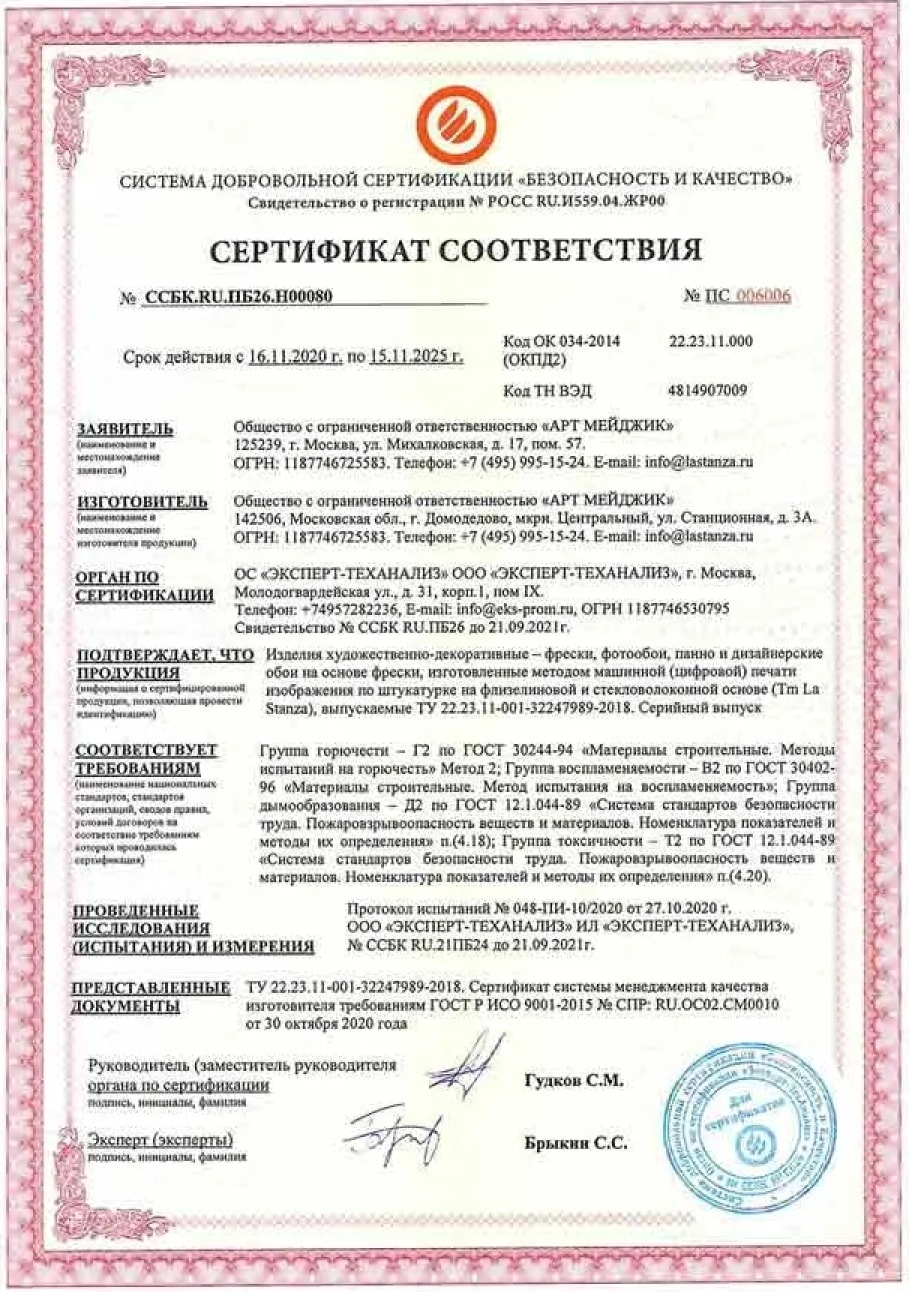 СИСТЕМА ДОБРОВОЛЬНОЙ СЕРТИФИКАЦИИ «БЕЗОПАСНОСТЬ И КАЧЕСТВО»
Свидетельство о регистрации № РОСС RU.И559.04.ЖР00
СЕРТИФИКАТ СООТВЕТСТВИЯ
№ ССБК.RU.ПБ26.Н00080 № ПС 006006
Срок действия с 16.11.2020 г. по 15.11.2025 г.
Код ОК 034-2014 22.23.11.000
(ОКПД2)
Код ТН ВЭД 4814907009
ЗАЯВИТЕЛЬ
(наименование и
местонахождение
заявителя)
Общество с ограниченной ответственностью «АРТ МЕЙДЖИК»
125239, г. Москва, ул. Михалковская, д. 17, пом. 57.
ОГРН: 1187746725583. Телефон: +7 (495) 995-15-24. E-mail: info@lastanza.ru
ИЗГОТОВИТЕЛЬ
(наименование и
местонахождение
изготовителя продукции)
Общество с ограниченной ответственностью «АРТ МЕЙДЖИК»
142506, Московская обл., г. Домодедово, мкрн. Центральный, ул. Станционная, д. 3А.
ОГРН: 1187746725583. Телефон: +7 (495) 995-15-24. E-mail: info@lastanza.ru
ОРГАН ПО
СЕРТИФИКАЦИИ
ОС «ЭКСПЕРТ-ТЕХАНАЛИЗ» ООО «ЭКСПЕРТ-ТЕХАНАЛИЗ», г. Москва,
Молодогвардейская ул., д. 31, корп.1, пом IX.
Телефон: +74957282236, E-mail: info@eks-prom.ru, ОГРН 1187746530795
Свидетельство № ССБК RU.ПБ26 до 21.09.2021г.
ПОДТВЕРЖДАЕТ, ЧТО
ПРОДУКЦИЯ
(информация о сертифицированной
продукции, позволяющая провести
идентификацию)
Изделия художественно-декоративные – фрески, фотообои, панно и дизайнерские
обои на основе фрески, изготовленные методом машинной (цифровой) печати
изображения по штукатурке на флизелиновой и стекловолоконной основе (Tm La
Stanza), выпускаемые ТУ 22.23.11-001-32247989-2018. Серийный выпуск
СООТВЕТСТВУЕТ
ТРЕБОВАНИЯМ
(наименование национальных
стандартов, стандартов
организаций, сводов правил,
условий договоров на
соответствие требованиям
которых проводилась
сертификация)
Группа горючести – Г2 по ГОСТ 30244-94 «Материалы строительные. Методы
испытаний на горючесть» Метод 2; Группа воспламеняемости – В2 по ГОСТ 30402-
96 «Материалы строительные. Метод испытания на воспламеняемость»; Группа
дымообразования – Д2 по ГОСТ 12.1.044-89 «Система стандартов безопасности
труда. Пожаровзрывоопасность веществ и материалов. Номенклатура показателей и
методы их определения» п.(4.18); Группа токсичности – Т2 по ГОСТ 12.1.044-89
«Система стандартов безопасности труда. Пожаровзрывоопасность веществ и
материалов. Номенклатура показателей и методы их определения» п.(4.20).
ПРОВЕДЕННЫЕ
ИССЛЕДОВАНИЯ
(ИСПЫТАНИЯ) И ИЗМЕРЕНИЯ
Протокол испытаний № 048-ПИ-10/2020 от 27.10.2020 г.
ООО «ЭКСПЕРТ-ТЕХАНАЛИЗ» ИЛ «ЭКСПЕРТ-ТЕХАНАЛИЗ»,
№ ССБК RU.21ПБ24 до 21.09.2021г.
ПРЕДСТАВЛЕННЫЕ
ДОКУМЕНТЫ
ТУ 22.23.11-001-32247989-2018. Сертификат системы менеджмента качества
изготовителя требованиям ГОСТ Р ИСО 9001-2015 № СПР: RU.ОС02.СМ0010
от 30 октября 2020 года
Руководитель (заместитель руководителя
органа по сертификации
подпись, инициалы, фамилия
Гудков С.М.
Эксперт (эксперты)
подпись, инициалы, фамилия
Брыкин С.С.
Для
сертификатов